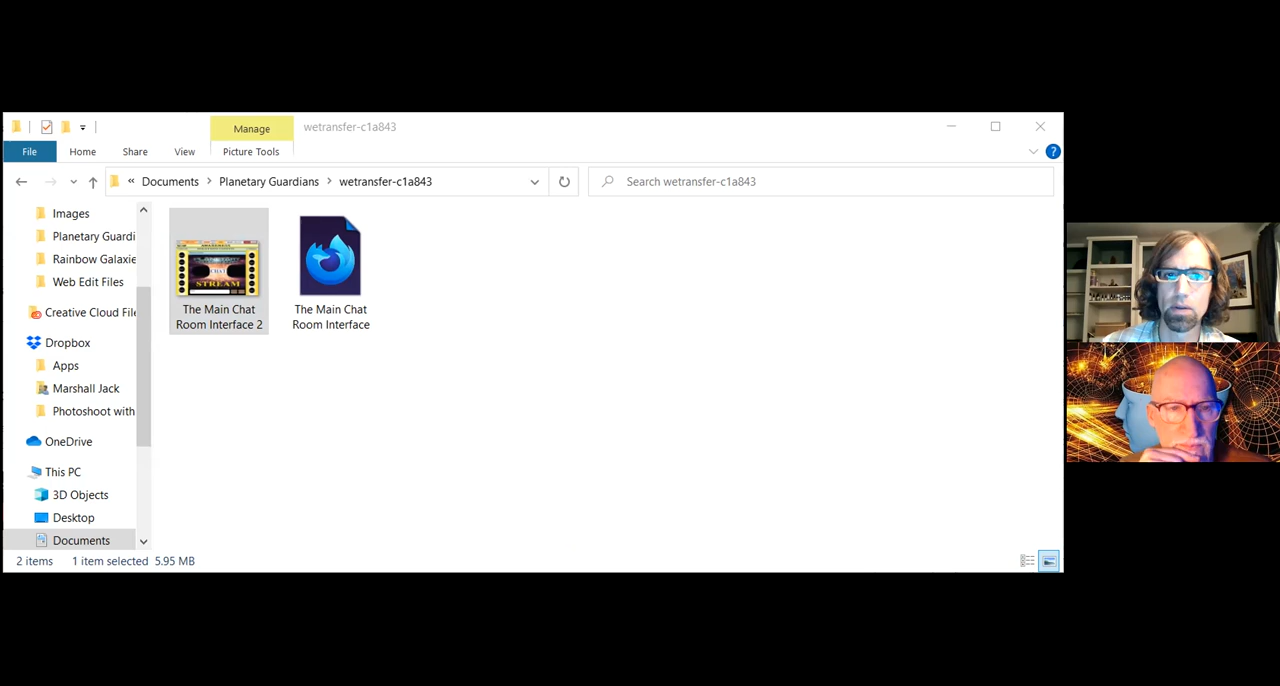 Manage
wetransfer-c1a843
File
Home
Share
View
Picture Tools
?
« Documents > Planetary Guardians > wetransfer-c1a843
Search wetransfer-c1a843
Images
Planetary Guardi
Rainbow Galaxie
Web Edit Files
Creative Cloud File
Dropbox
Apps
Marshall Jack
Photoshoot with
OneDrive
This PC
3D Objects
Desktop
Documents
CHAT
STREAM
The Main Chat
Room Interface 2
The Main Chat
Room Interface
2 items
1 item selected
5.95 MB